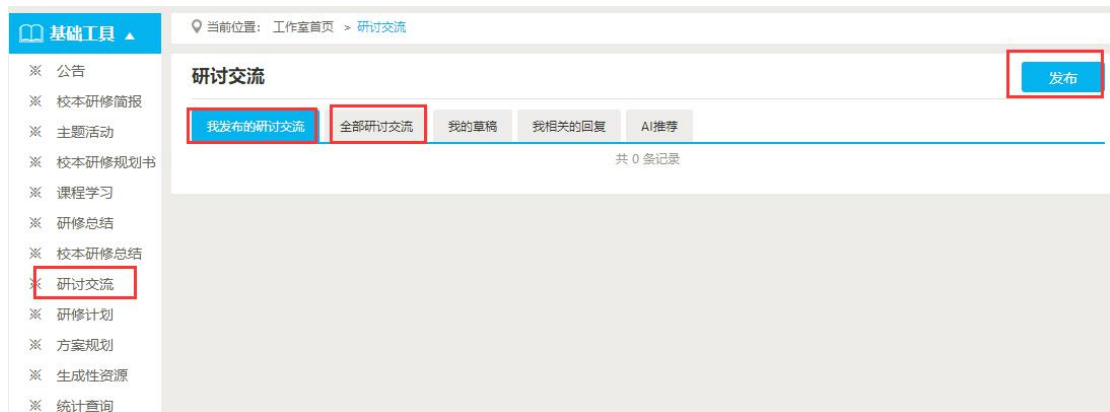 基础工具 ▲
※ 公告
※ 校本研修简报
※ 主题活动
※ 校本研修规划书
※ 课程学习
※ 研修总结
※ 校本研修总结
※ 研讨交流
※ 研修计划
※ 方案规划
※ 生成性资源
※ 统计查询
当前位置： 工作室首页 > 研讨交流
研讨交流
发布
我发布的研讨交流 全部研讨交流 我的草稿 我相关的回复 AI推荐
共 0 条记录